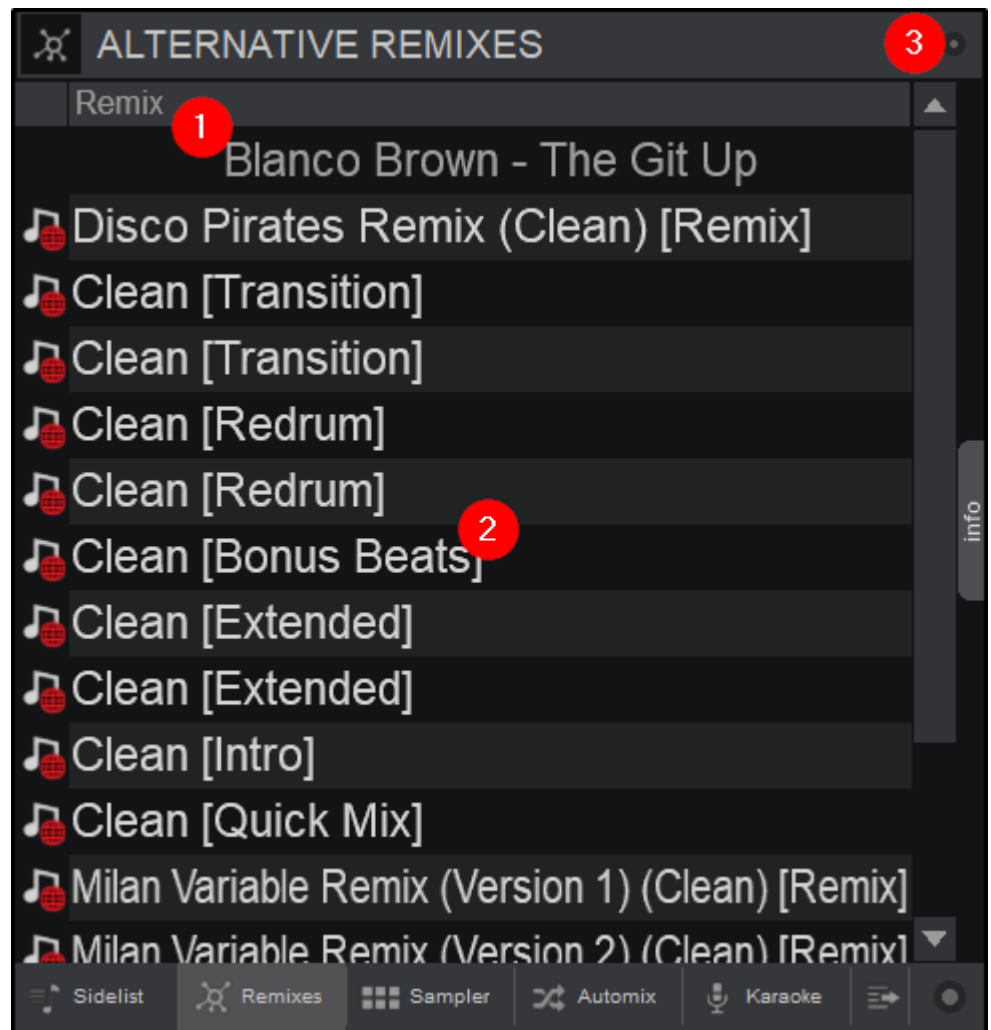 ALTERNATIVE REMIXES
3
Remix
1
Blanco Brown - The Git Up
Disco Pirates Remix (Clean) [Remix]
Clean [Transition]
Clean [Transition]
Clean [Redrum]
Clean [Redrum]
2
Clean [Bonus Beats]
info
Clean [Extended]
Clean [Extended]
Clean [Intro]
Clean [Quick Mix]
Milan Variable Remix (Version 1) (Clean) [Remix]
Milan Variable Remix (Version 2) (Clean) [Remix]
Sidelist Remixes Sampler Automix Karaoke